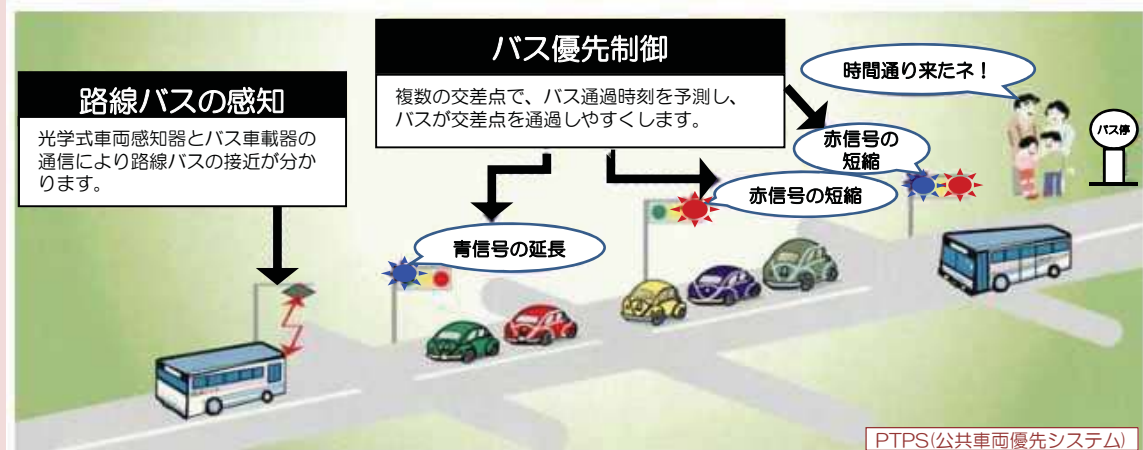 バス優先制御
複数の交差点で、バス通過時刻を予測し、
バスが交差点を通過しやすくします。
路線バスの感知
光学式車両感知器とバス車載器の
通信により路線バスの接近が分か
ります。
時間通り来たネ！
バス停
赤信号の
短縮
赤信号の短縮
青信号の延長
PTPS(公共車両優先システム)